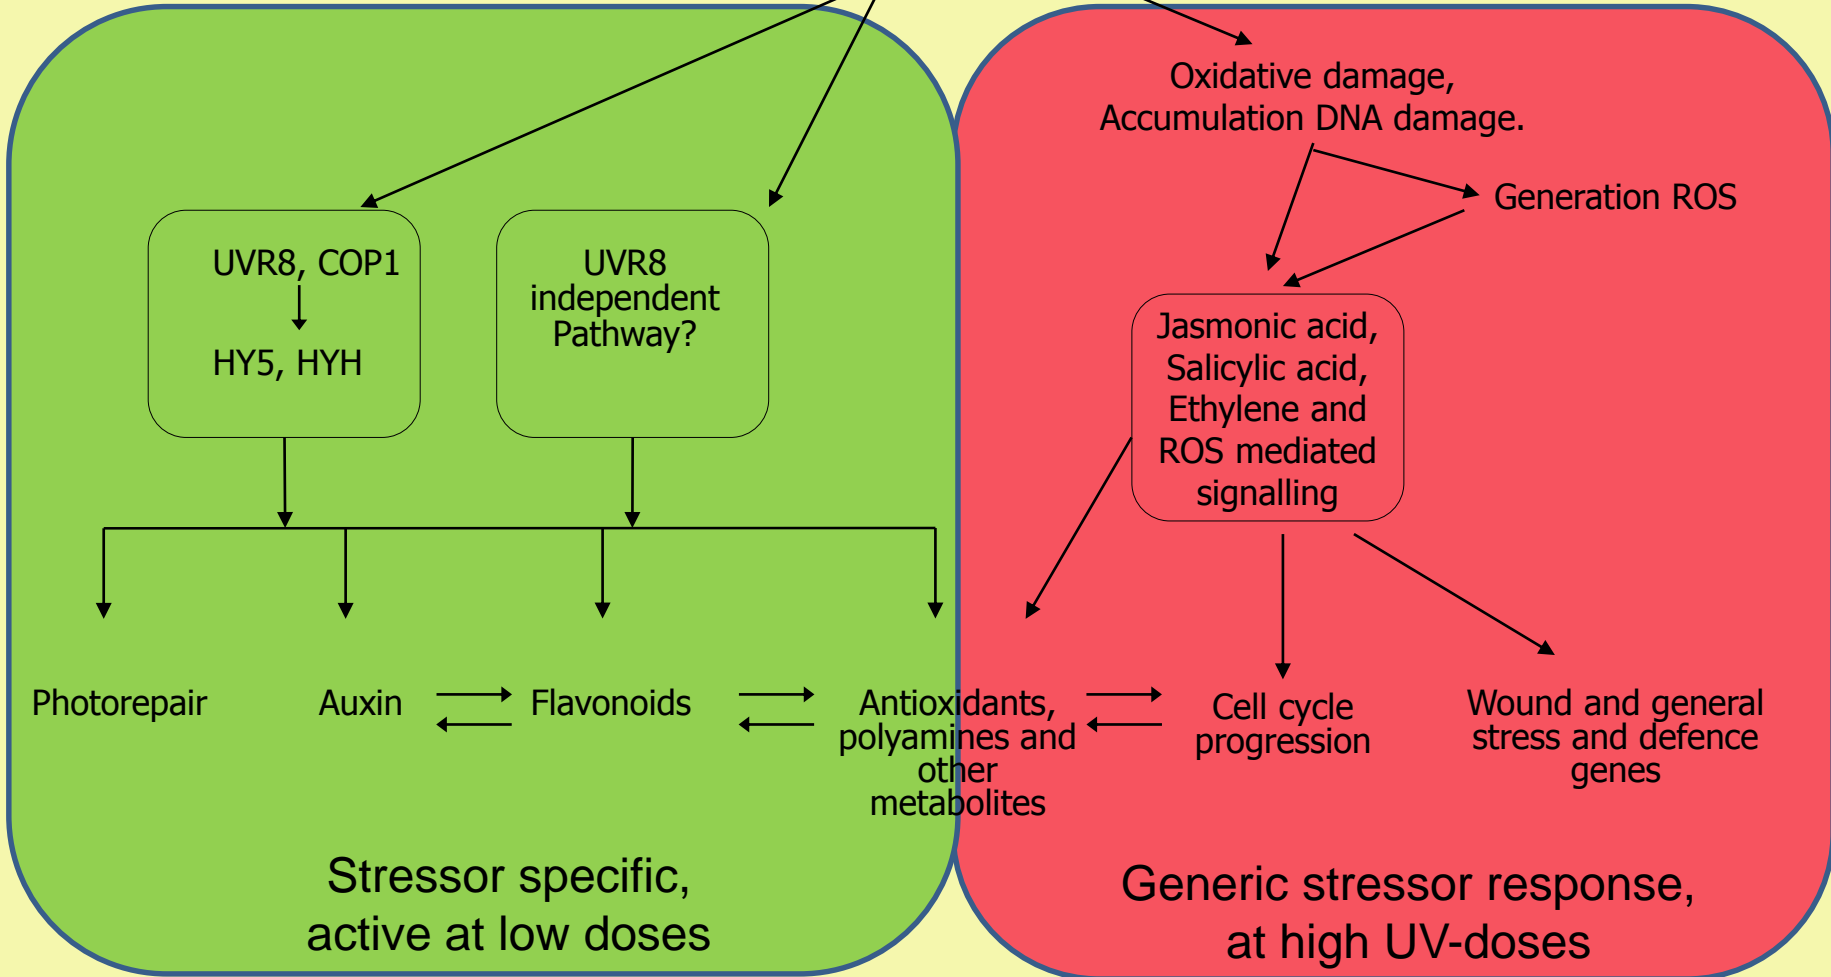 Oxidative damage,
Accumulation DNA damage.
Generation ROS
UVR8, COP1
HY5, HYH
UVR8
independent
Pathway?
Jasmonic acid,
Salicylic acid,
Ethylene and
ROS mediated
signalling
Photorepair
Auxin
Flavonoids
Antioxidants,
polyamines and
other
metabolites
Cell cycle
progression
Wound and general
stress and defence
genes
Stressor specific,
active at low doses
Generic stressor response,
at high UV-doses